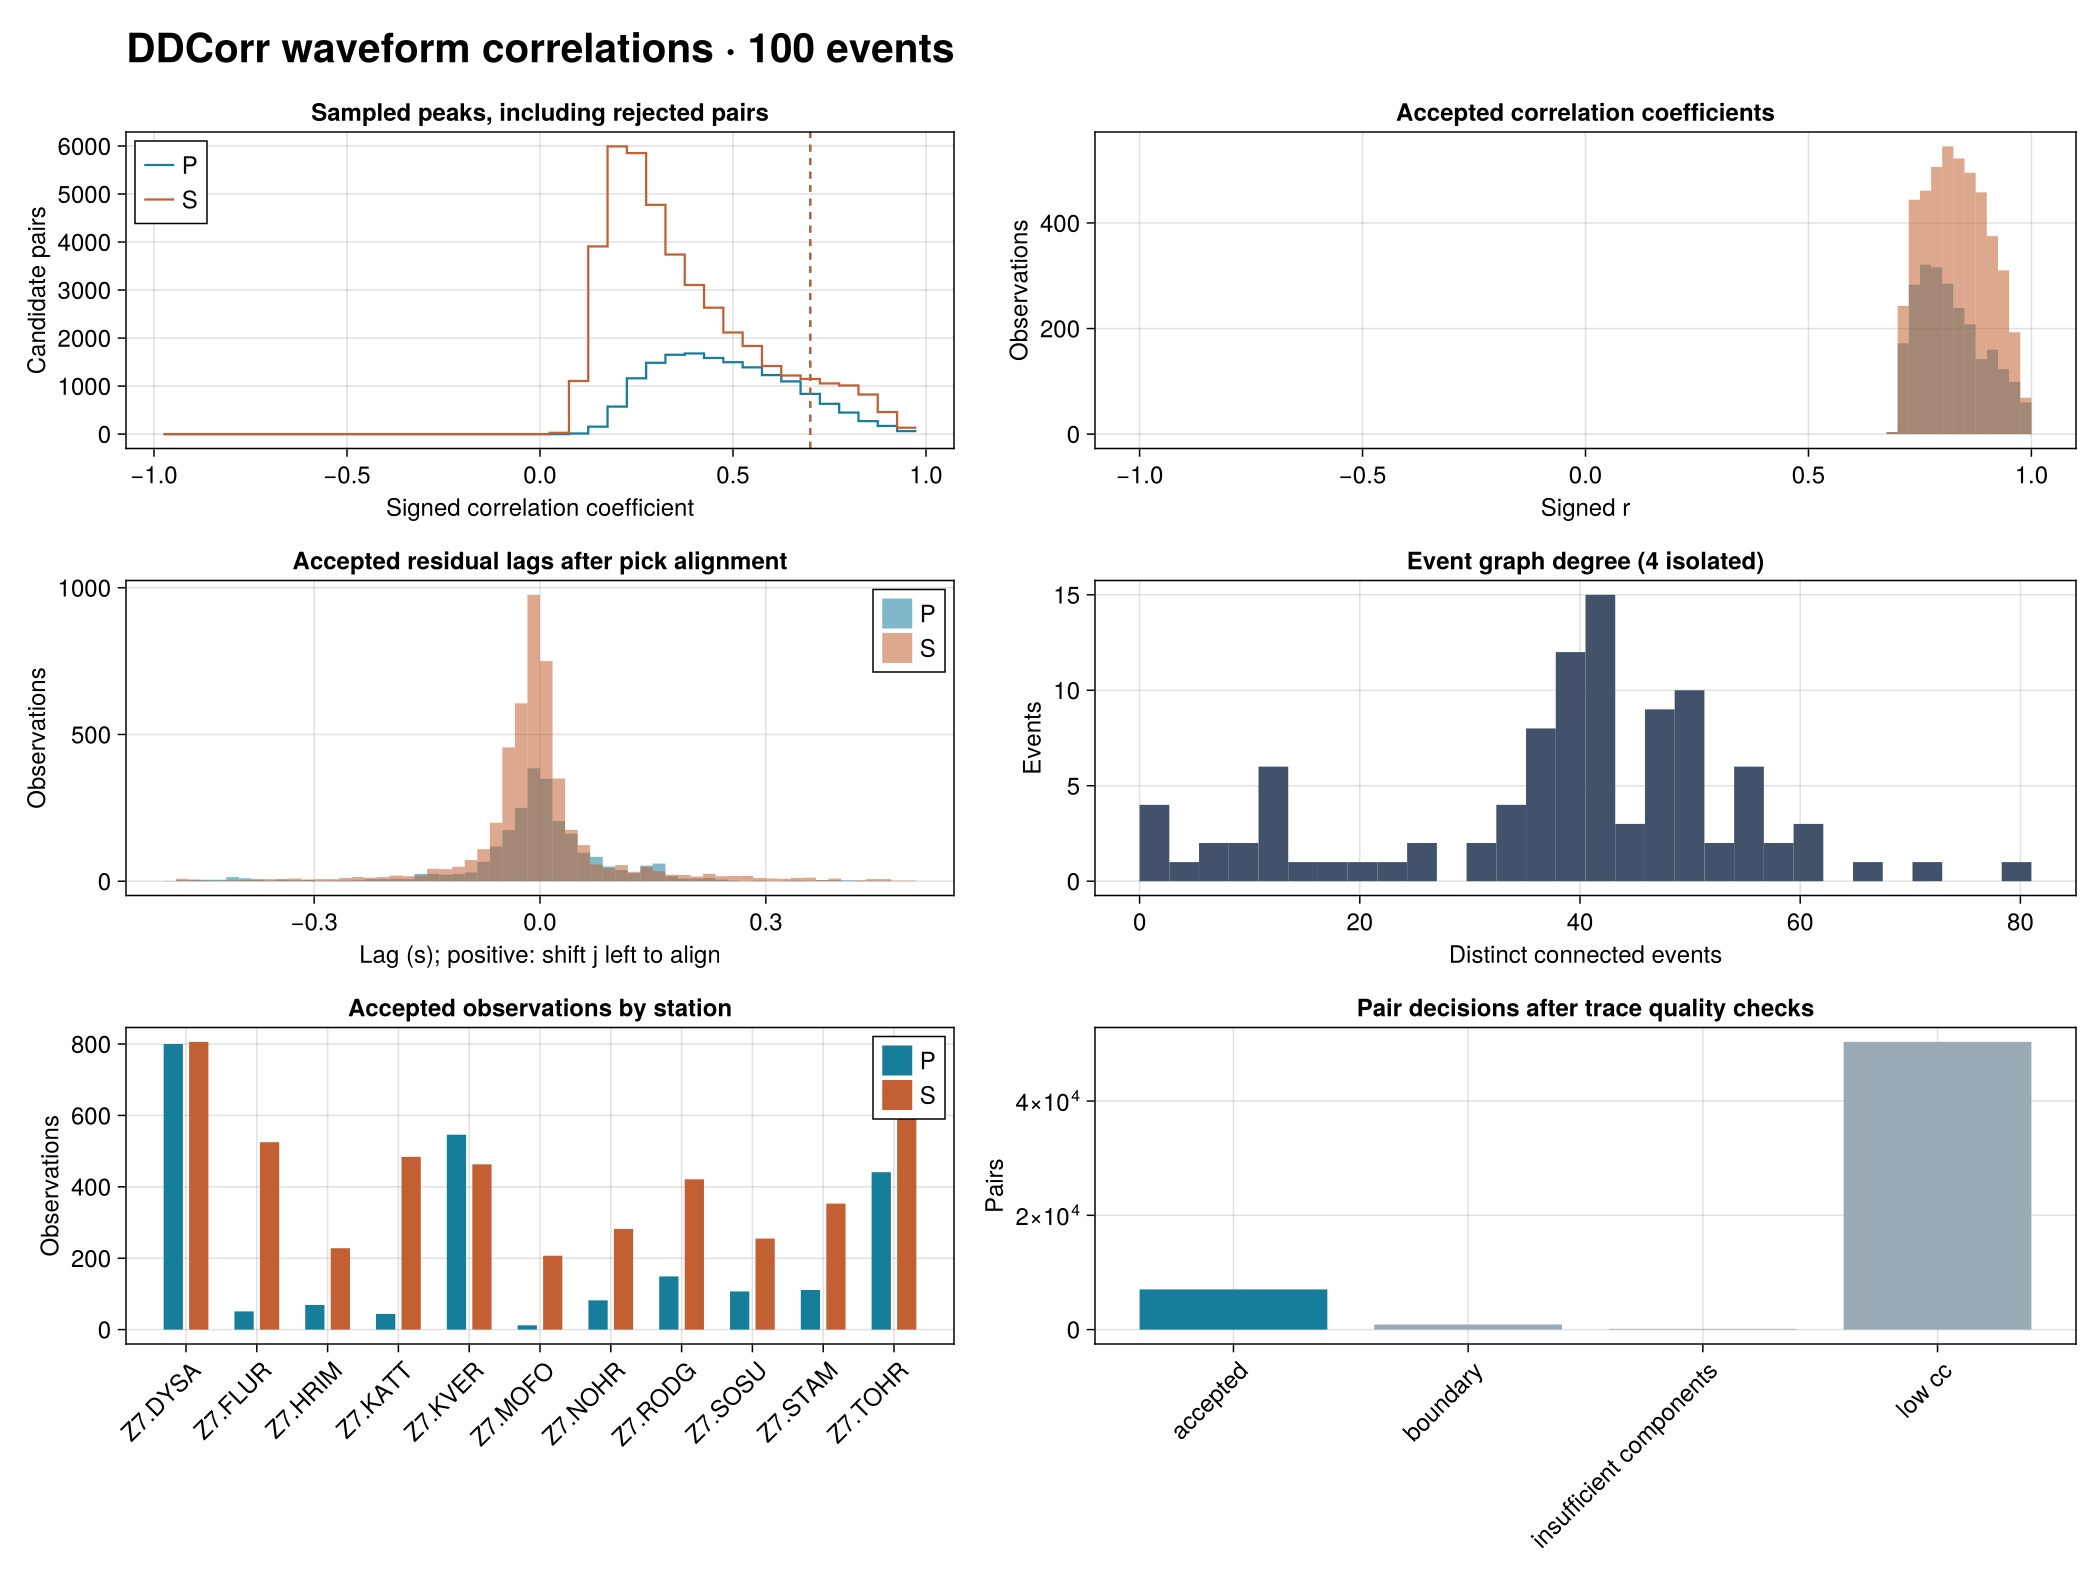 DDCorr waveform correlations · 100 events
Sampled peaks, including rejected pairs
6000
5000
4000
3000
2000
1000
0
Candidate pairs
P
S
−1.0
−0.5
0.0
0.5
1.0
Signed correlation coefficient
Accepted correlation coefficients
400
200
0
Observations
−1.0
−0.5
0.0
0.5
1.0
Signed r
Accepted residual lags after pick alignment
1000
500
0
Observations
P
S
−0.3
0.0
0.3
Lag (s); positive: shift j left to align
Event graph degree (4 isolated)
15
10
5
0
Events
0
20
40
60
80
Distinct connected events
Accepted observations by station
800
600
400
200
0
Observations
P
S
Z7.DYSA
Z7.FLUR
Z7.HRIM
Z7.KATT
Z7.KVER
Z7.MOFO
Z7.NOHR
Z7.RODG
Z7.SOSU
Z7.STAM
Z7.TOHR
Pair decisions after trace quality checks
4×10⁴
2×10⁴
0
Pairs
accepted
boundary
insufficient components
low cc